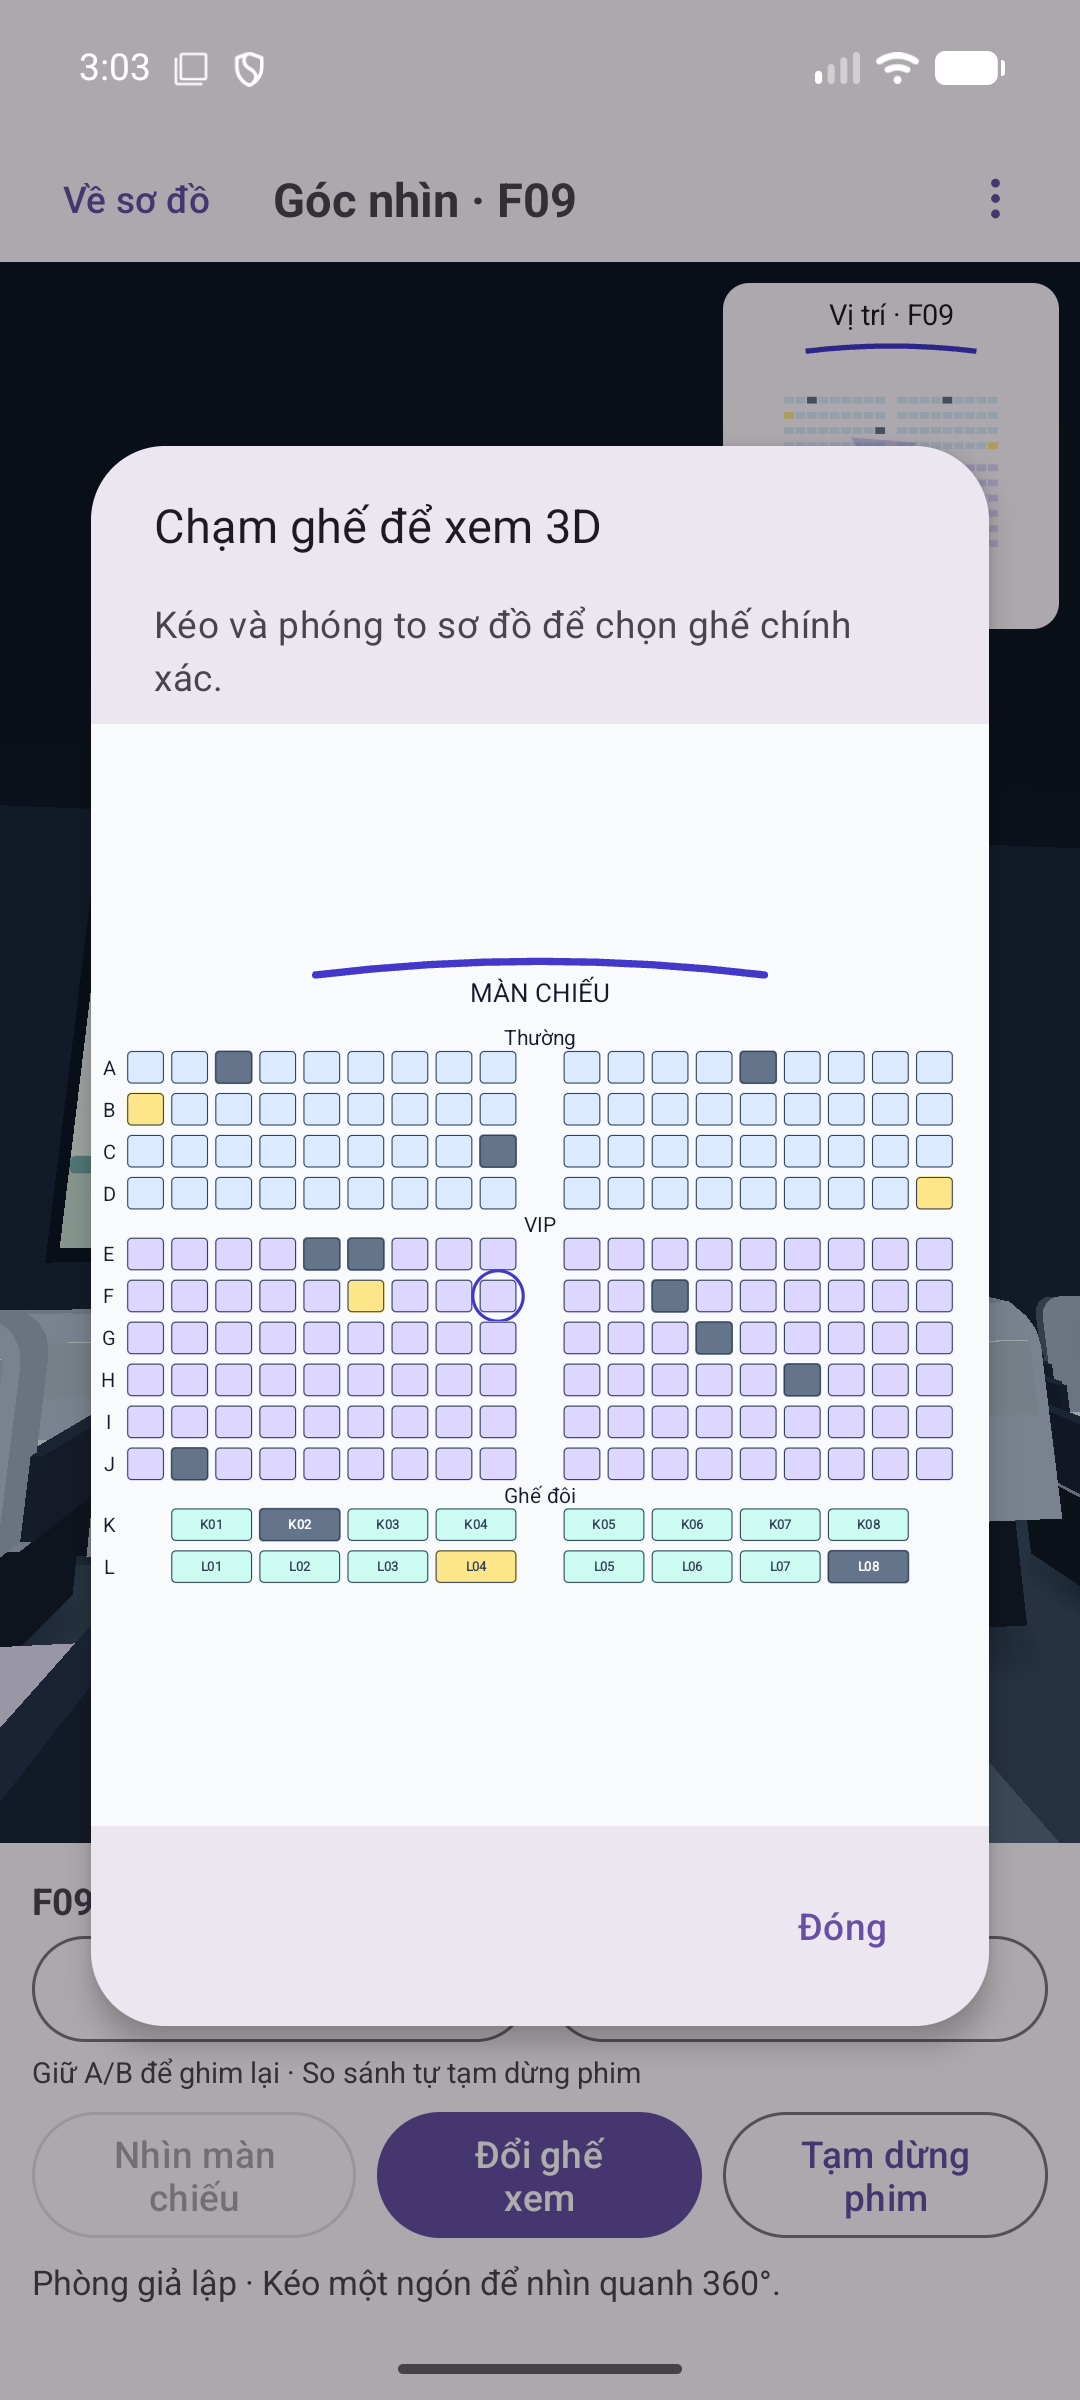 3:03
Về sơ đồ
Góc nhìn · F09
Vị trí · F09
Chạm ghế để xem 3D
Kéo và phóng to sơ đồ để chọn ghế chính
xác.
MÀN CHIẾU
Thường
A
B
C
D
VIP
E
F
G
H
I
J
Ghế đôi
K K01 K02 K03 K04 K05 K06 K07 K08
L L01 L02 L03 L04 L05 L06 L07 L08
Đóng
F09
Giữ A/B để ghim lại · So sánh tự tạm dừng phim
Nhìn màn
chiếu
Đổi ghế
xem
Tạm dừng
phim
Phòng giả lập · Kéo một ngón để nhìn quanh 360°.